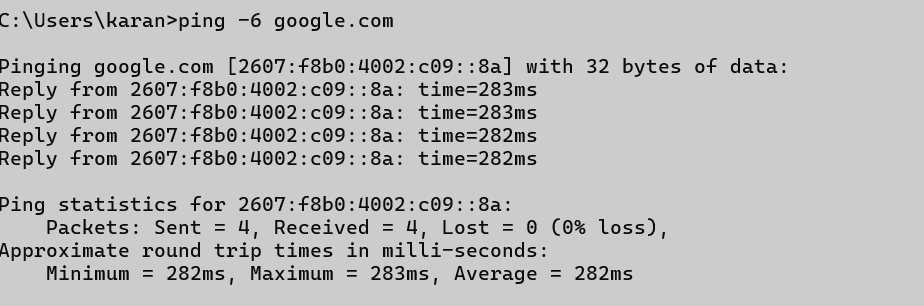 C:\Users\karan>ping -6 google.com
Pinging google.com [2607:f8b0:4002:c09::8a] with 32 bytes of data:
Reply from 2607:f8b0:4002:c09::8a: time=283ms
Reply from 2607:f8b0:4002:c09::8a: time=283ms
Reply from 2607:f8b0:4002:c09::8a: time=282ms
Reply from 2607:f8b0:4002:c09::8a: time=282ms
Ping statistics for 2607:f8b0:4002:c09::8a:
    Packets: Sent = 4, Received = 4, Lost = 0 (0% loss),
Approximate round trip times in milli-seconds:
    Minimum = 282ms, Maximum = 283ms, Average = 282ms